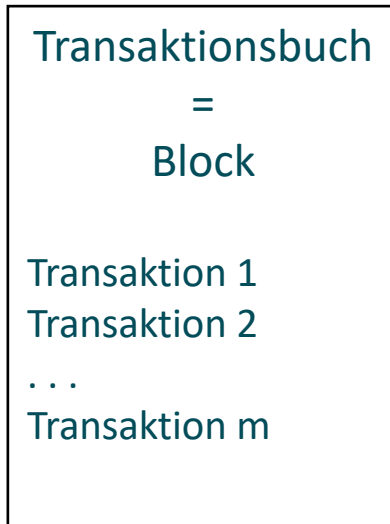 Transaktionsbuch
=
Block
Transaktion 1
Transaktion 2
. . .
Transaktion m